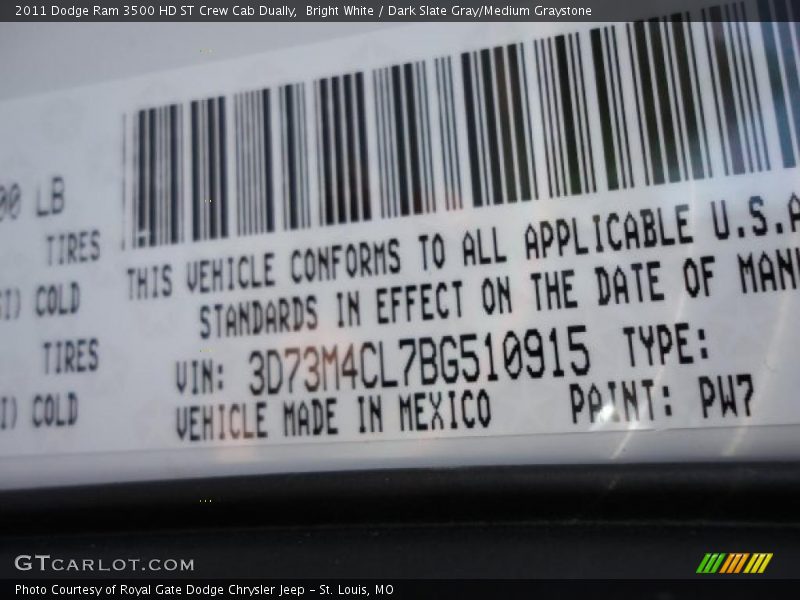 2011 Dodge Ram 3500 HD ST Crew Cab Dually,  Bright White / Dark Slate Gray/Medium Graystone
LB
TIRES
COLD
TIRES
COLD
THIS VEHICLE CONFORMS TO ALL APPLICABLE U.S.A
STANDARDS IN EFFECT ON THE DATE OF MANU
VIN: 3D73M4CL7BG510915 TYPE:
VEHICLE MADE IN MEXICO PAINT: PW7
GTCARLOT.COM
Photo Courtesy of Royal Gate Dodge Chrysler Jeep – St. Louis, MO